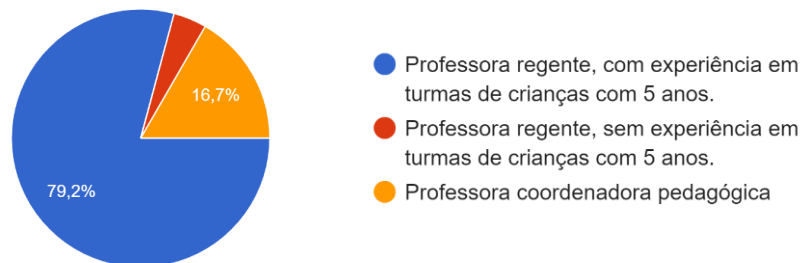 16,7%
79,2%
Professora regente, com experiência em
turmas de crianças com 5 anos.
Professora regente, sem experiência em
turmas de crianças com 5 anos.
Professora coordenadora pedagógica